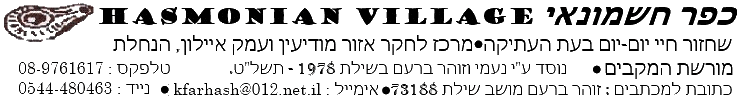 כפר חשמונאי HASMONIAN VILLAGE
שחזור חיי יום-יום בעת העתיקה●מרכז לחקר אזור מודיעין ועמק איילון, הנחלת
מורשת המקבים ● נוסד ע"י נעמי וזוהר ברעם בשילת 1978 - תשל"ט. טלפקס : 08-9761617
כתובת למכתבים : זוהר ברעם מושב שילת 73188●אימייל : kfarhash@012.net.il ● נייד : 0544-480463